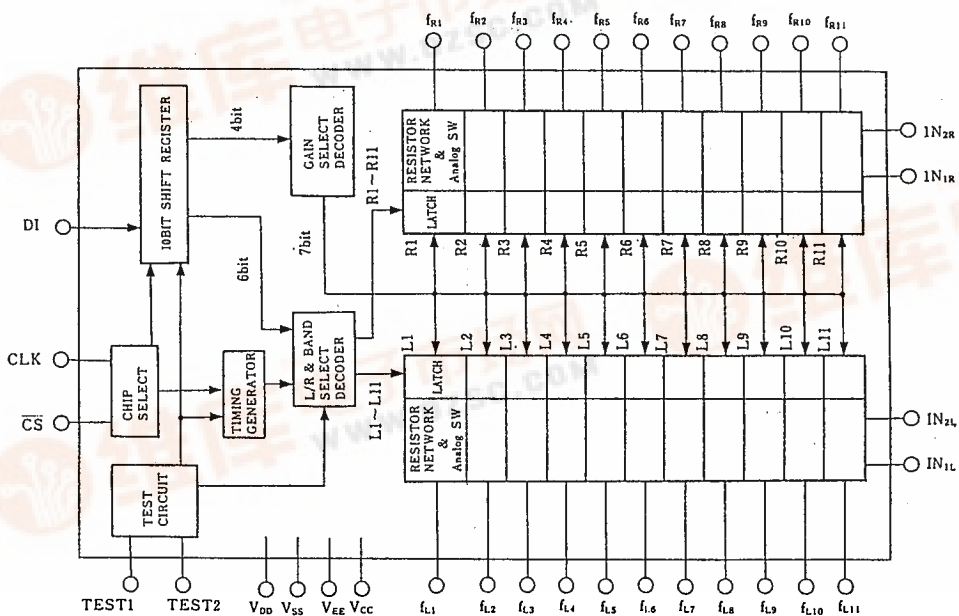 fR1 fR2 fR3 fR4 fR5 fR6 fR7 fR8 fR9 fR10 fR11
10BIT SHIFT REGISTER
4bit
GAIN
SELECT
DECODER
R1~R11
RESISTOR
NETWORK
&
Analog SW
LATCH
1N2R
1N1R
DI
6bit
7bit
R1 R2 R3 R4 R5 R6 R7 R8 R9 R10 R11
CLK
CS
CHIP
SELECT
TIMING
GENERATOR
L/R & BAND
SELECT
DECODER
L1~L11
L1 L2 L3 L4 L5 L6 L7 L8 L9 L10 L11
LATCH
RESISTOR
NETWORK
&
Analog SW
1N2L
IN1L
TEST
CIRCUIT
TEST1 TEST2 VDD VSS VEE VCC fL1 fL2 fL3 fL4 fL5 fL6 fL7 fL8 fL9 fL10 fL11